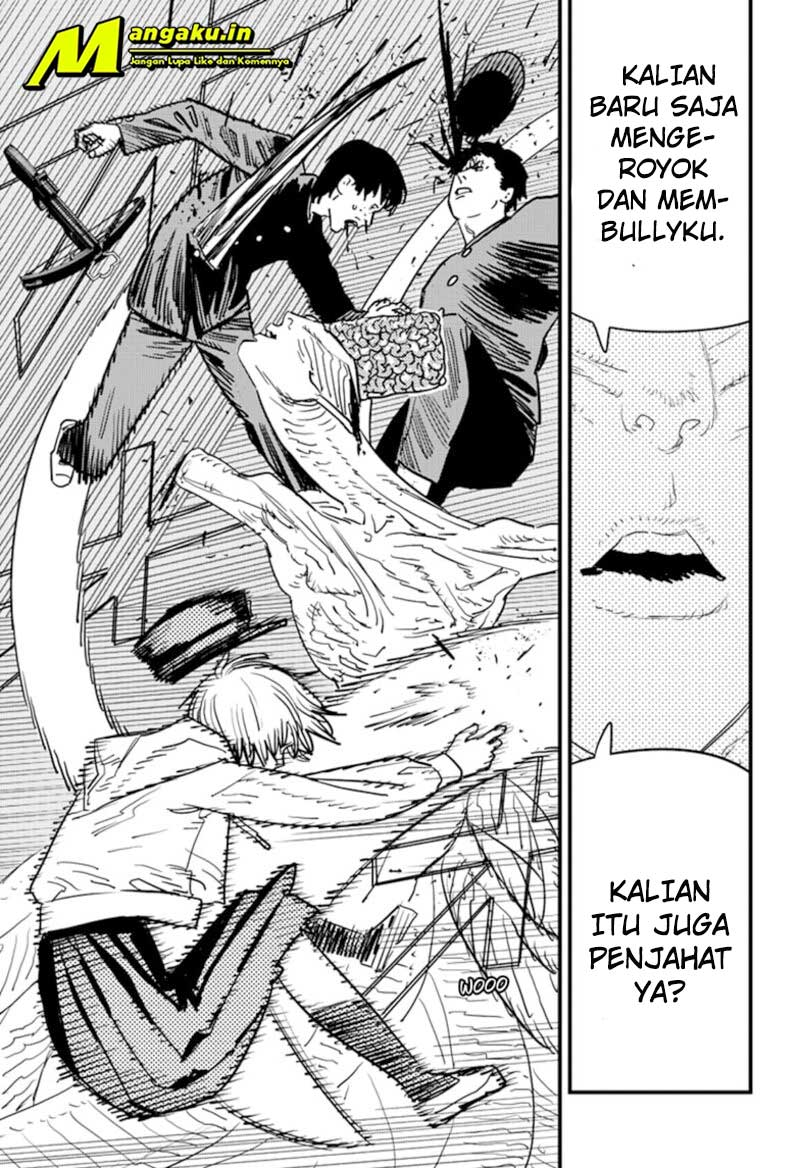 Mangaku.in
Jangan Lupa Like dan Komennya
KALIAN
BARU SAJA
MENGE-
ROYOK
DAN MEM-
BULLYKU.
KALIAN
ITU JUGA
PENJAHAT
YA?
WOOO